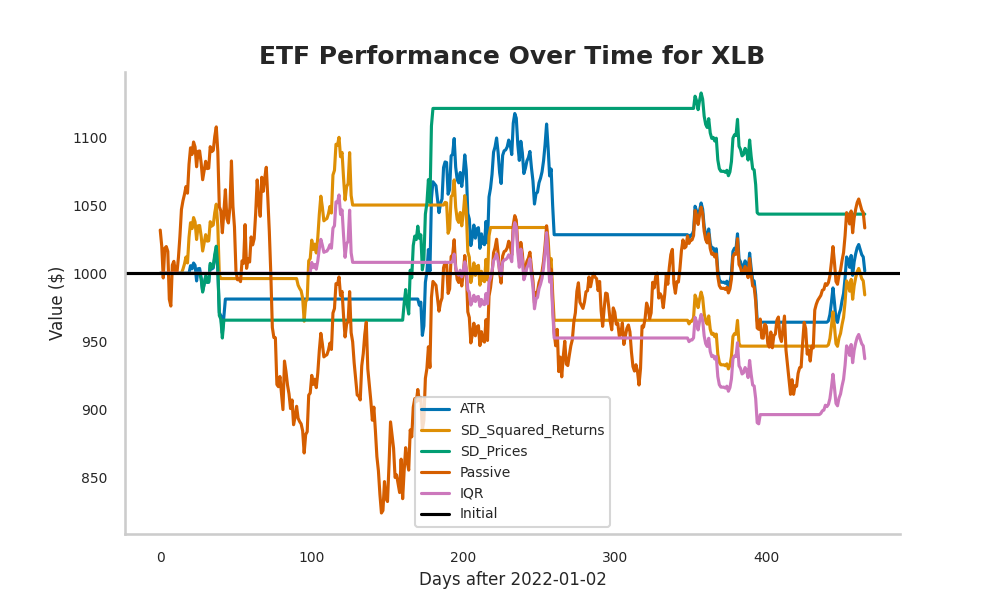 ETF Performance Over Time for XLB
Value ($)
1100
1050
1000
950
900
850
ATR
SD_Squared_Returns
SD_Prices
Passive
IQR
Initial
0 100 200 300 400
Days after 2022-01-02